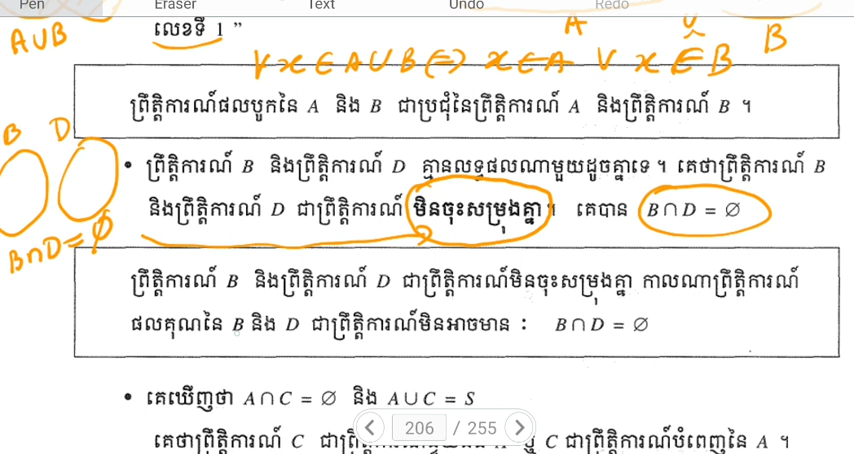 Pen Eraser Text Undo Redo
A∪B
លេខទី 1 ”
A
B
∀x∈A∪B⇔ x∈A ∨ x∈B
ព្រឹត្តិការណ៍ផលបូកនៃ A និង B ជាប្រជុំនៃព្រឹត្តិការណ៍ A និងព្រឹត្តិការណ៍ B ។
B D
• ព្រឹត្តិការណ៍ B និងព្រឹត្តិការណ៍ D គ្មានលទ្ធផលណាមួយដូចគ្នាទេ ។ គេថាព្រឹត្តិការណ៍ B
និងព្រឹត្តិការណ៍ D ជាព្រឹត្តិការណ៍ មិនចុះសម្រុងគ្នា ។ គេបាន B∩D = ∅
B∩D=∅
ព្រឹត្តិការណ៍ B និងព្រឹត្តិការណ៍ D ជាព្រឹត្តិការណ៍មិនចុះសម្រុងគ្នា កាលណាព្រឹត្តិការណ៍
ផលគុណនៃ B និង D ជាព្រឹត្តិការណ៍មិនអាចមាន : B∩D = ∅
• គេឃើញថា A∩C = ∅ និង A∪C = S
206 / 255
គេថាព្រឹត្តិការណ៍ C ឬ C ជាព្រឹត្តិការណ៍បំពេញនៃ A ។